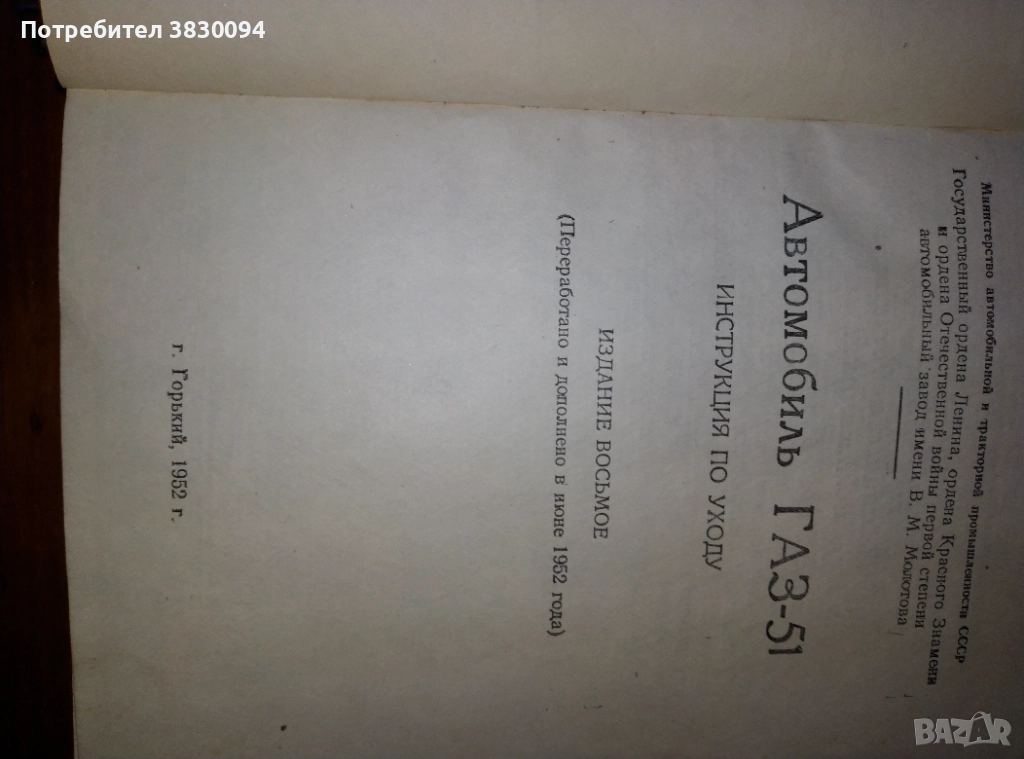 Потребител 3830094
Министерство автомобильной и тракторной промышленности СССР
Государственный ордена Ленина, ордена Красного Знамени
и ордена Отечественной войны первой степени
автомобильный завод имени В. М. Молотова
Автомобиль ГАЗ-51
ИНСТРУКЦИЯ ПО УХОДУ
ИЗДАНИЕ ВОСЬМОЕ
(Переработано и дополнено в июне 1952 года)
г. Горький, 1952 г.
BAZAR